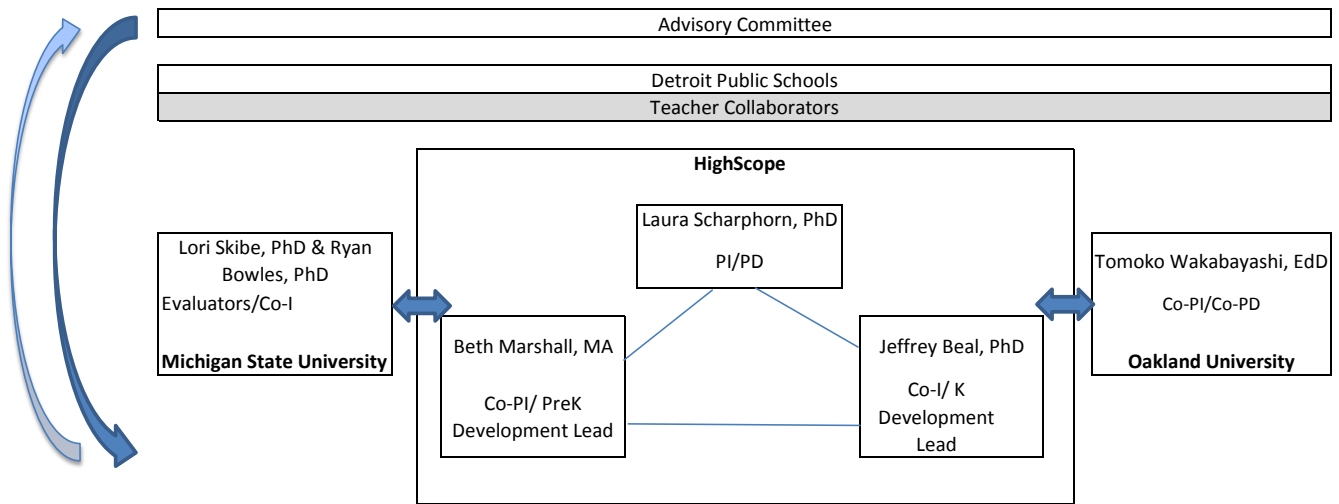 Advisory Committee
Detroit Public Schools
Teacher Collaborators
HighScope
Laura Scharphorn, PhD
PI/PD
Lori Skibe, PhD & Ryan
Bowles, PhD
Evaluators/Co-I
Michigan State University
Tomoko Wakabayashi, EdD
Co-PI/Co-PD
Oakland University
Beth Marshall, MA
Co-PI/ PreK
Development Lead
Jeffrey Beal, PhD
Co-I/ K
Development
Lead